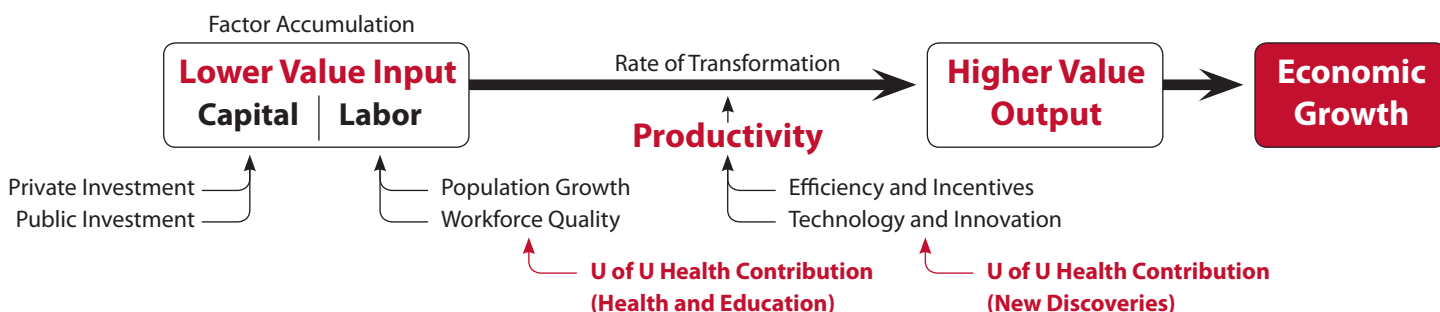 Factor Accumulation
Lower Value Input
Capital | Labor
Rate of Transformation
Productivity
Higher Value
Output
Economic
Growth
Private Investment
Public Investment
Population Growth
Workforce Quality
Efficiency and Incentives
Technology and Innovation
U of U Health Contribution
(Health and Education)
U of U Health Contribution
(New Discoveries)